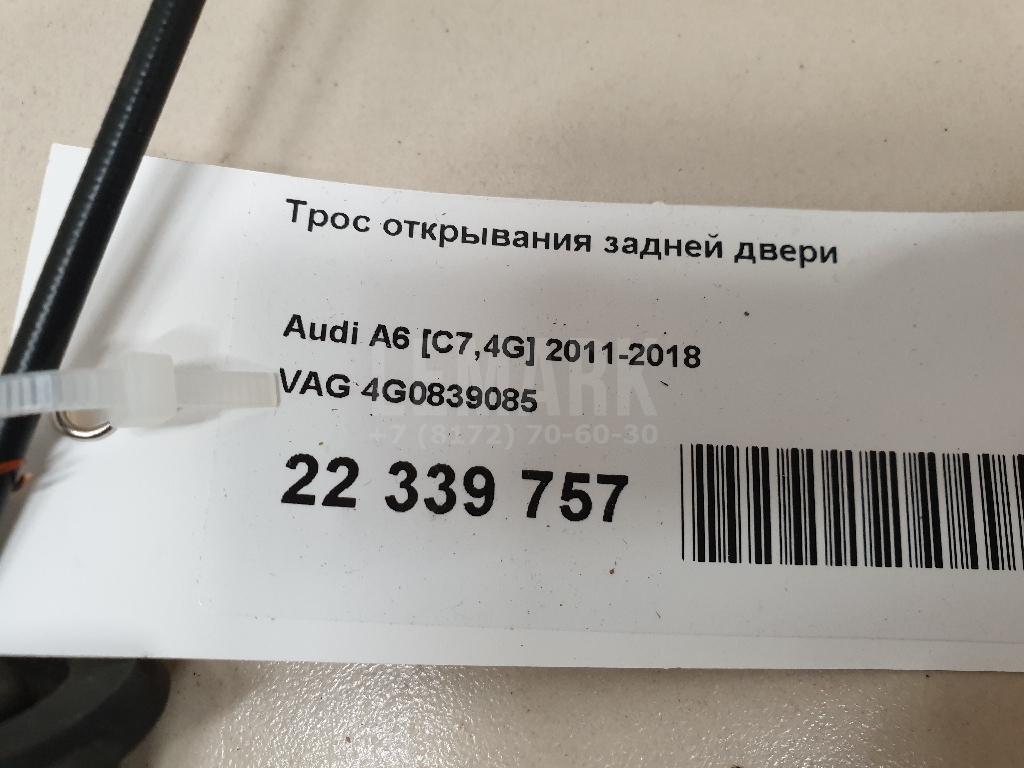 Трос открывания задней двери
Audi A6 [C7,4G] 2011-2018
VAG 4G0839085
LEMARK
+7 (8172) 70-60-30
22 339 757